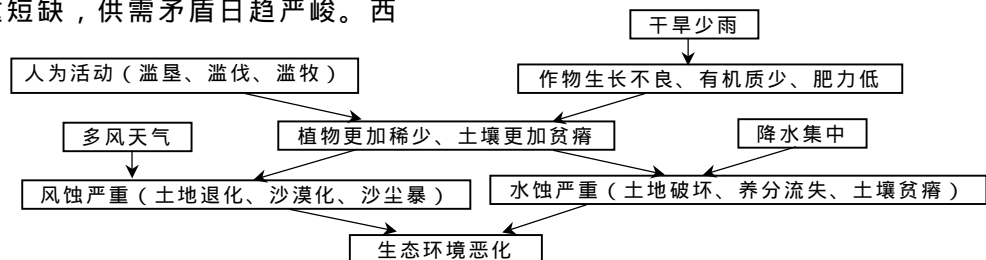 短缺，供需矛盾日趋严峻。西
干旱少雨
人为活动（滥垦、滥伐、滥牧）
作物生长不良、有机质少、肥力低
多风天气
植物更加稀少、土壤更加贫瘠
降水集中
风蚀严重（土地退化、沙漠化、沙尘暴）
水蚀严重（土地破坏、养分流失、土壤贫瘠）
生态环境恶化